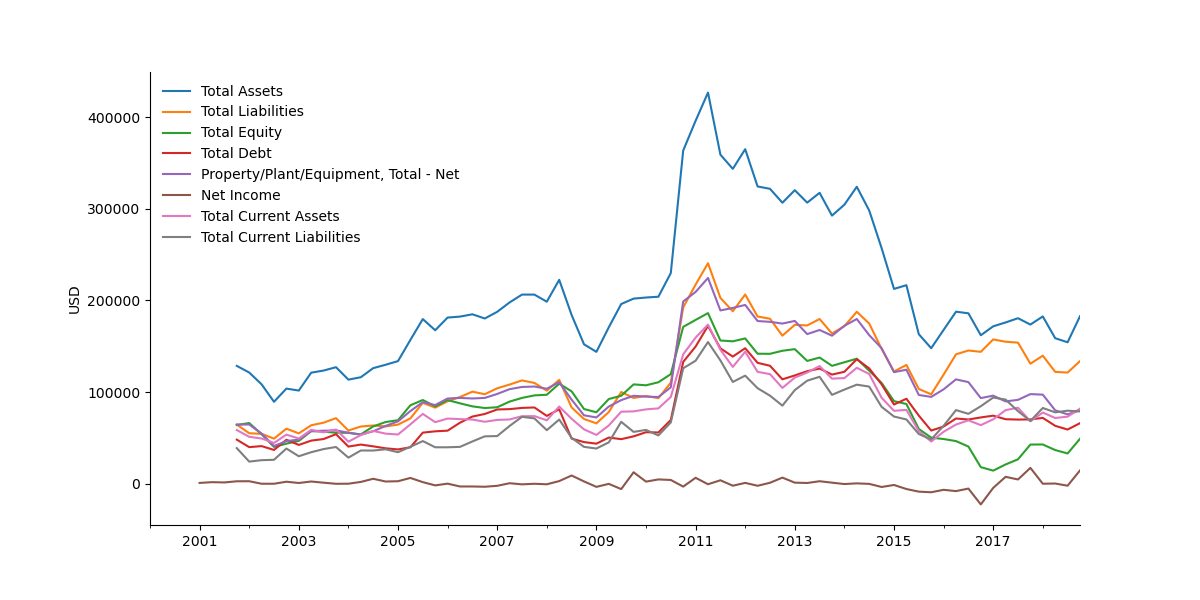 Total Assets
Total Liabilities
Total Equity
Total Debt
Property/Plant/Equipment, Total - Net
Net Income
Total Current Assets
Total Current Liabilities
USD
400000
300000
200000
100000
0
2001 2003 2005 2007 2009 2011 2013 2015 2017